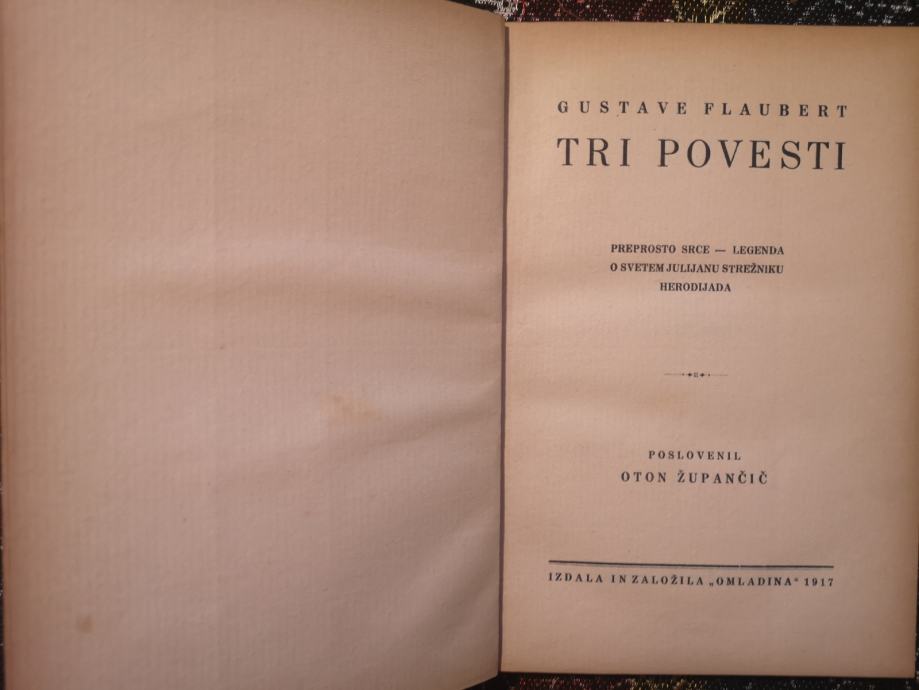 GUSTAVE FLAUBERT
TRI POVESTI
PREPROSTO SRCE — LEGENDA
O SVETEM JULIJANU STREŽNIKU
HERODIJADA
POSLOVENIL
OTON ŽUPANČIČ
IZDALA IN ZALOŽILA „OMLADINA“ 1917